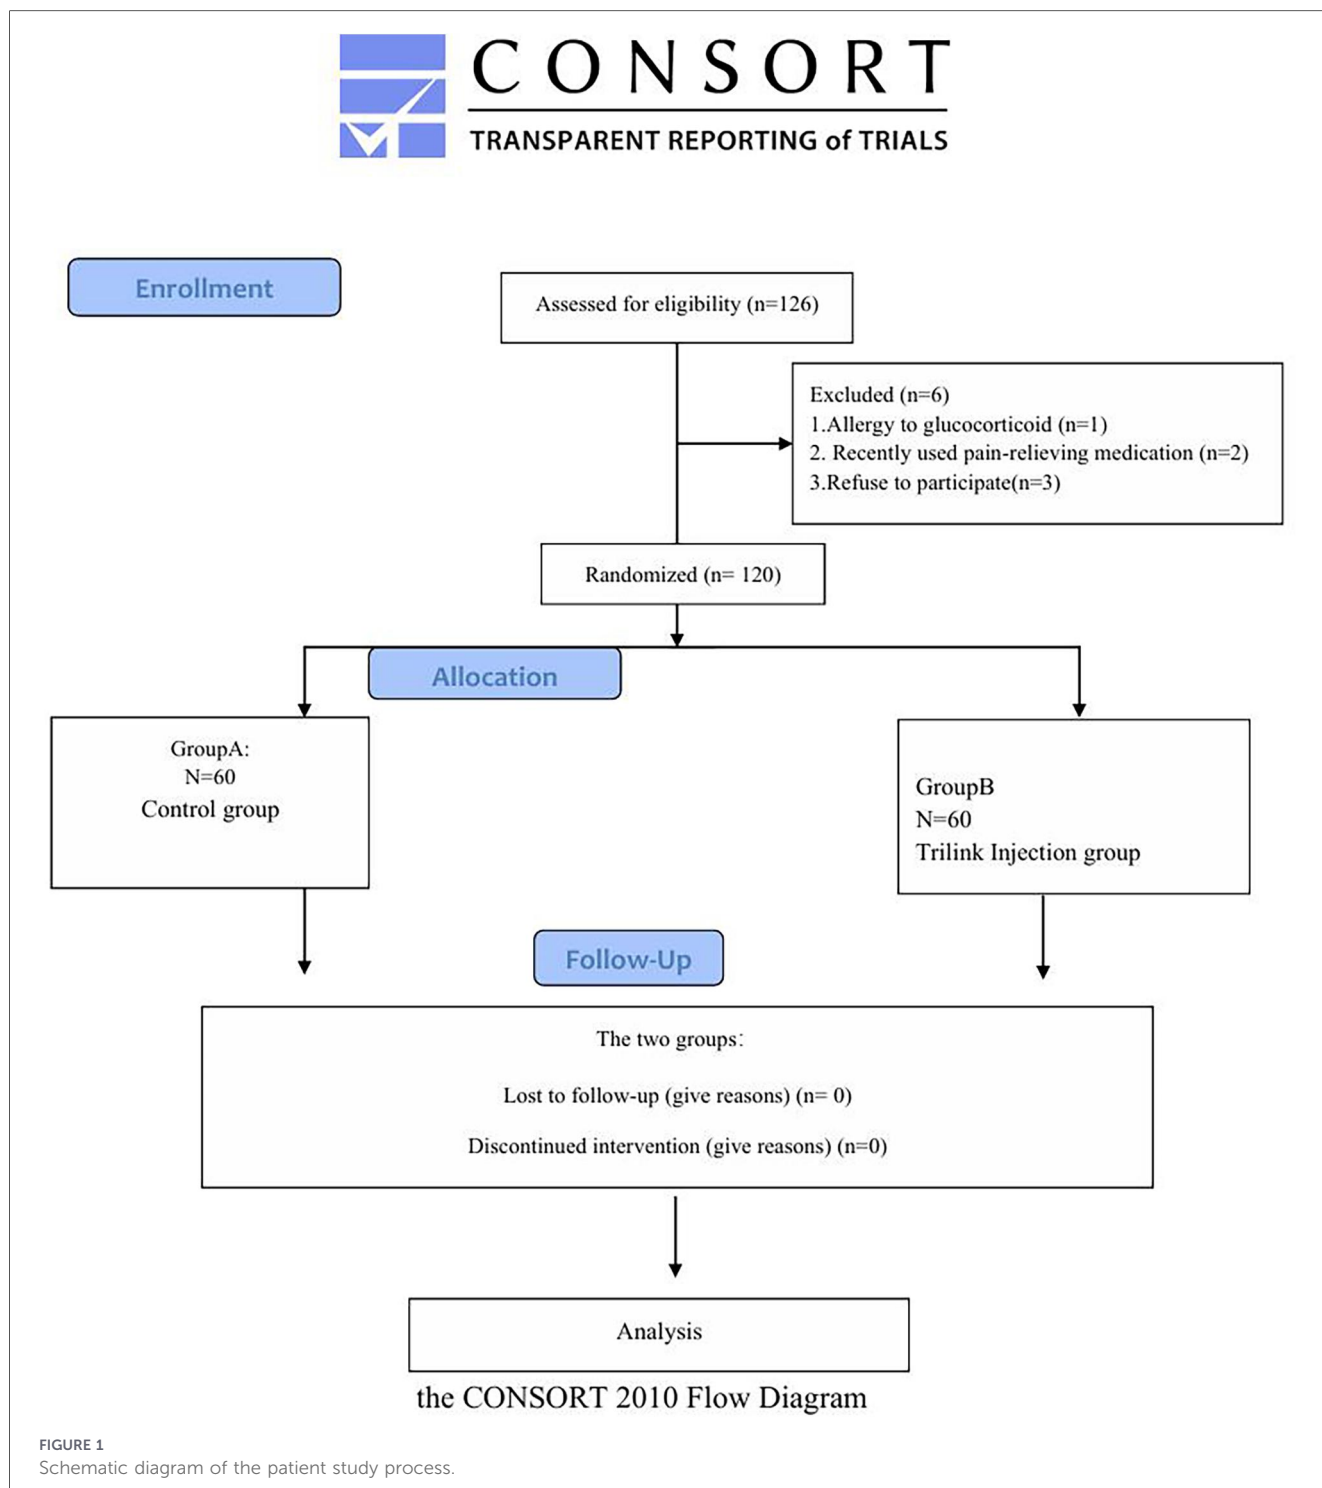 CONSORT
TRANSPARENT REPORTING of TRIALS
Enrollment
Assessed for eligibility (n=126)
Excluded (n=6)
1.Allergy to glucocorticoid (n=1)
2. Recently used pain-relieving medication (n=2)
3.Refuse to participate(n=3)
Randomized (n= 120)
Allocation
GroupA:
N=60
Control group
GroupB
N=60
Trilink Injection group
Follow-Up
The two groups:
Lost to follow-up (give reasons) (n= 0)
Discontinued intervention (give reasons) (n=0)
Analysis
the CONSORT 2010 Flow Diagram
FIGURE 1
Schematic diagram of the patient study process.